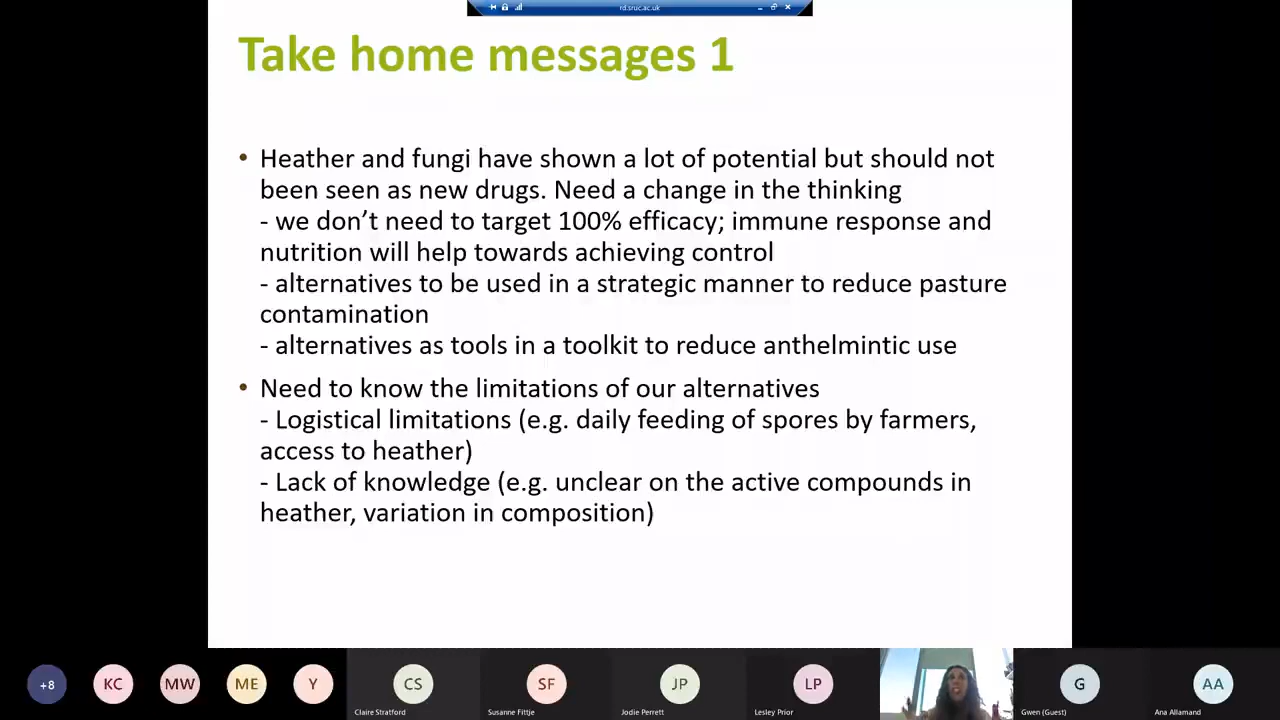 rd.sruc.ac.uk
Take home messages 1
• Heather and fungi have shown a lot of potential but should not
been seen as new drugs. Need a change in the thinking
- we don’t need to target 100% efficacy; immune response and
nutrition will help towards achieving control
- alternatives to be used in a strategic manner to reduce pasture
contamination
- alternatives as tools in a toolkit to reduce anthelmintic use
• Need to know the limitations of our alternatives
- Logistical limitations (e.g. daily feeding of spores by farmers,
access to heather)
- Lack of knowledge (e.g. unclear on the active compounds in
heather, variation in composition)
+8 KC MW ME Y CS SF JP LP G AA
Claire Stratford Susanne Fittje Jodie Perrett Lesley Prior Gwen (Guest) Ana Allamand